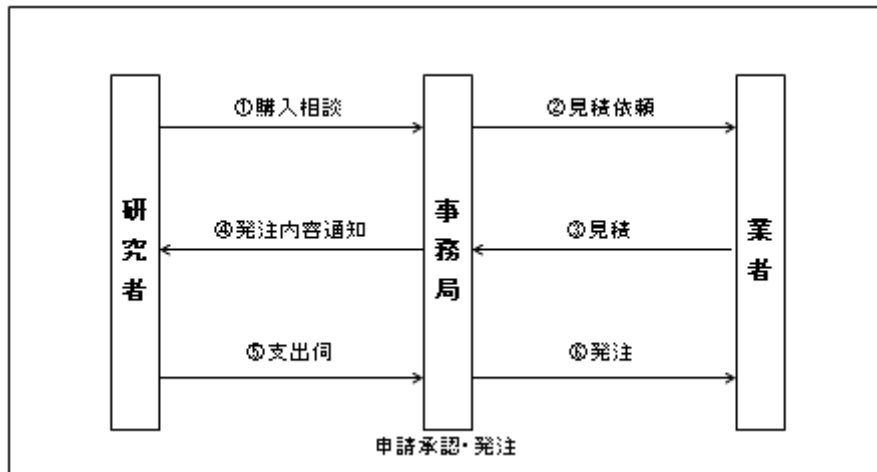 ①購入相談
②見積依頼
研究者
事務局
業者
④発注内容通知
③見積
⑤支出伺
⑥発注
申請承認・発注